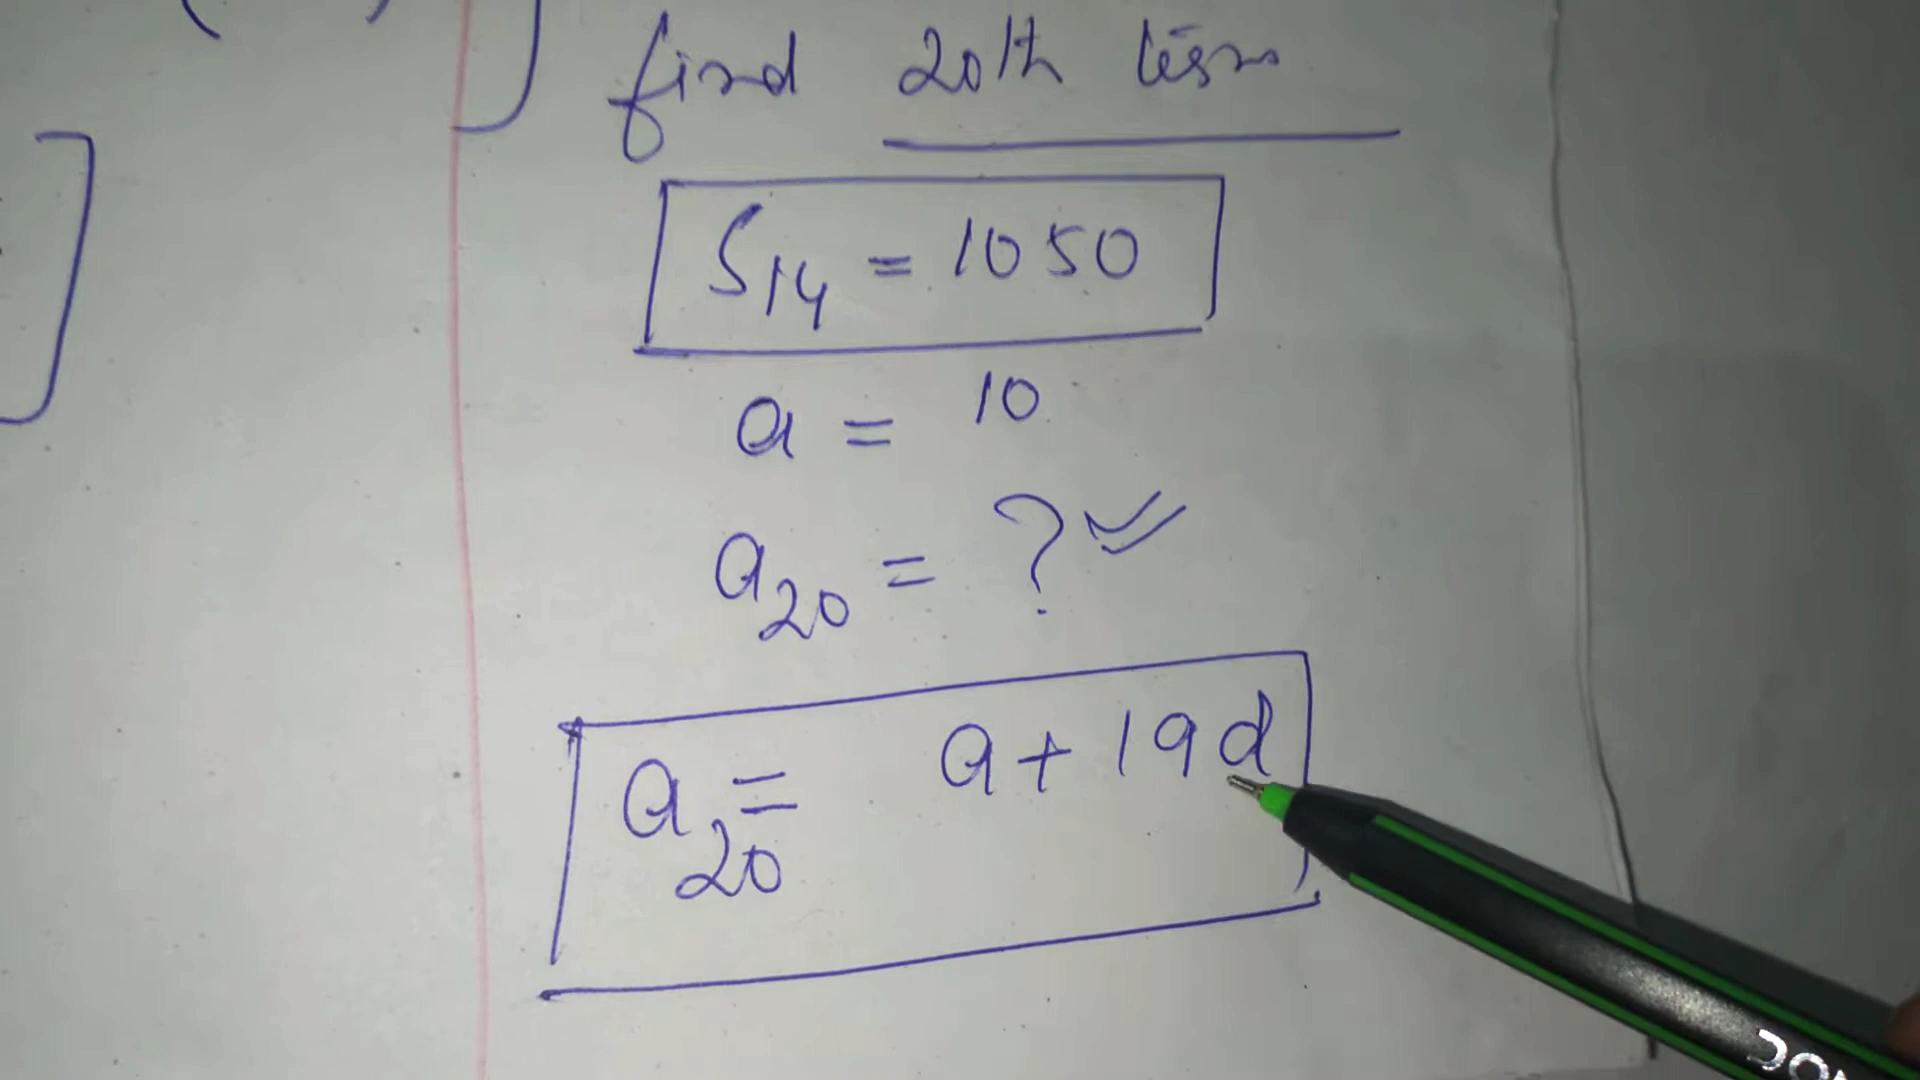 find 20th term
S14 = 1050
a = 10
a20 = ?
a20 = a + 19d